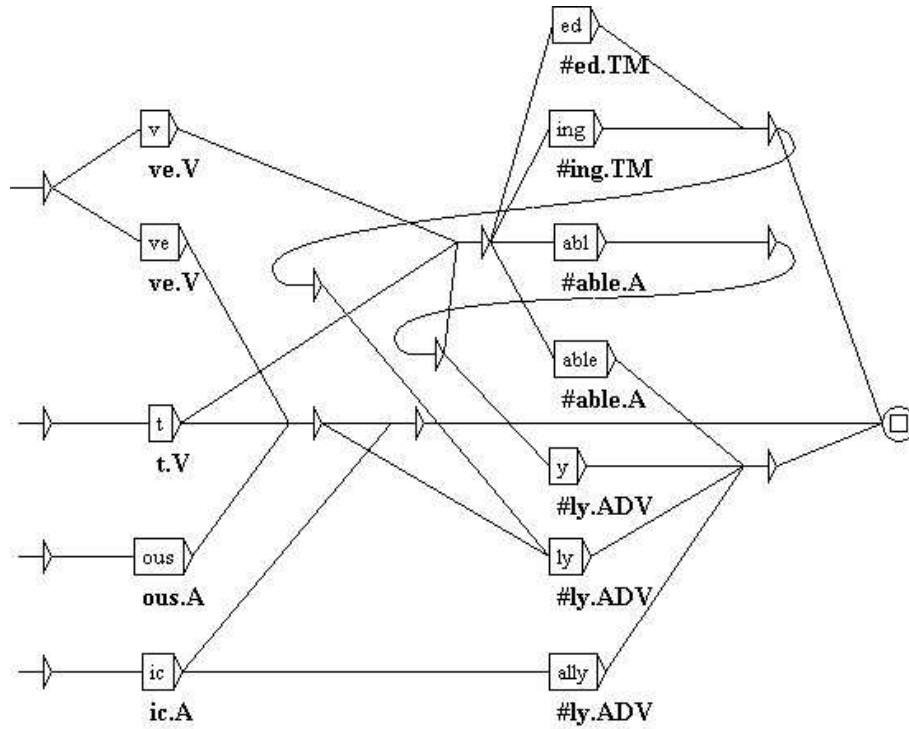 ed
#ed.TM
v
ve.V
ing
#ing.TM
ve
ve.V
abl
#able.A
able
#able.A
t
t.V
y
#ly.ADV
ous
ous.A
ly
#ly.ADV
ic
ic.A
ally
#ly.ADV